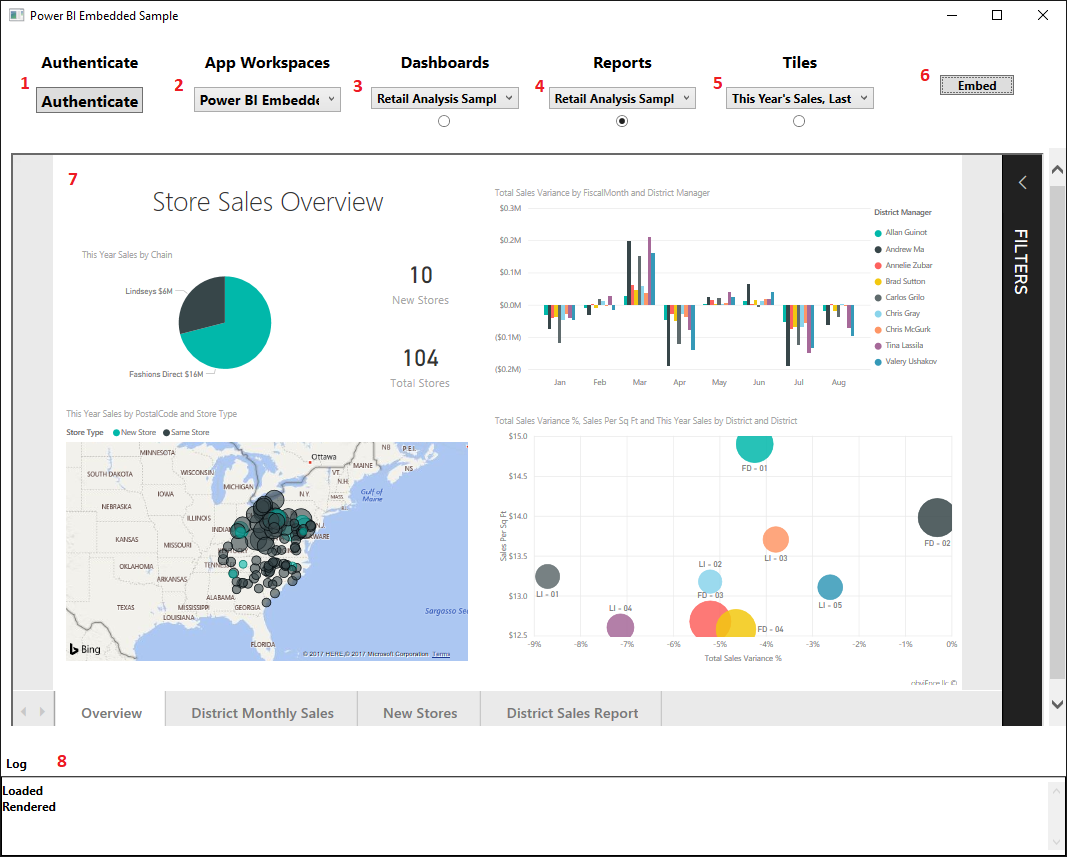 Power BI Embedded Sample
Authenticate
App Workspaces
Dashboards
Reports
Tiles
1
Authenticate
2
Power BI Embedde
3
Retail Analysis Sampl
4
Retail Analysis Sampl
5
This Year's Sales, Last
6
Embed
7
Store Sales Overview
This Year Sales by Chain
Lindseys $6M
Fashions Direct $16M
10
New Stores
104
Total Stores
Total Sales Variance by FiscalMonth and District Manager
$0.3M
$0.2M
$0.1M
$0.0M
($0.1M)
($0.2M)
Jan Feb Mar Apr May Jun Jul Aug
District Manager
Allan Guinot
Andrew Ma
Annelie Zubar
Brad Sutton
Carlos Grilo
Chris Gray
Chris McGurk
Tina Lassila
Valery Ushakov
FILTERS
This Year Sales by PostalCode and Store Type
Store Type New Store Same Store
MINNESOTA
SOUTH DAKOTA
WISCONSIN
MICHIGAN
Ottawa
NB
P.E.I.
MAINE
NS
VT.
N.H.
N.Y.
MASS
Gulf of
Maine
IOWA
NEBRASKA
ILLINOIS
KANSAS
MISSOURI
OKLAHOMA
ARKANSAS
ALABAMA
MISSISSIPPI
GEORGIA
TEXAS
LOUISIANA
FLORIDA
Bing
© 2017 HERE, © 2017 Microsoft Corporation Terms
Total Sales Variance %, Sales Per Sq Ft and This Year Sales by District and District
Sales Per Sq Ft
$15.0
$14.5
$14.0
$13.5
$13.0
$12.5
FD - 01
FD - 02
LI - 03
LI - 02
LI - 01
FD - 03
LI - 05
LI - 04
FD - 04
-9% -8% -7% -6% -5% -4% -3% -2% -1% 0%
Total Sales Variance %
obviEnce llc ©
Overview
District Monthly Sales
New Stores
District Sales Report
Log
8
Loaded
Rendered